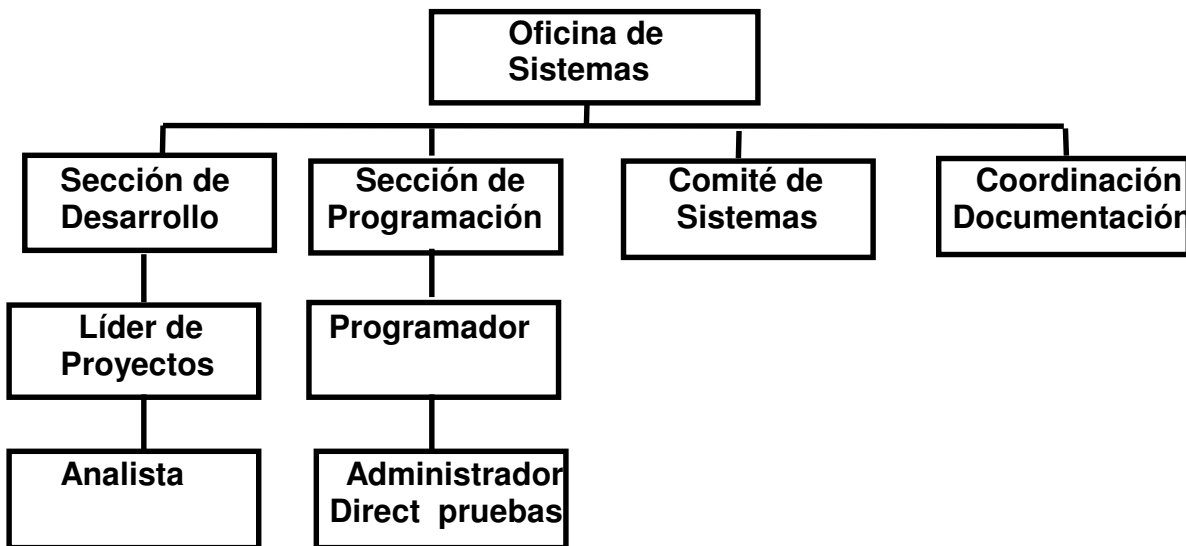 Oficina de
Sistemas
Sección de
Desarrollo
Sección de
Programación
Comité de
Sistemas
Coordinación
Documentación
Líder de
Proyectos
Programador
Analista
Administrador
Direct pruebas